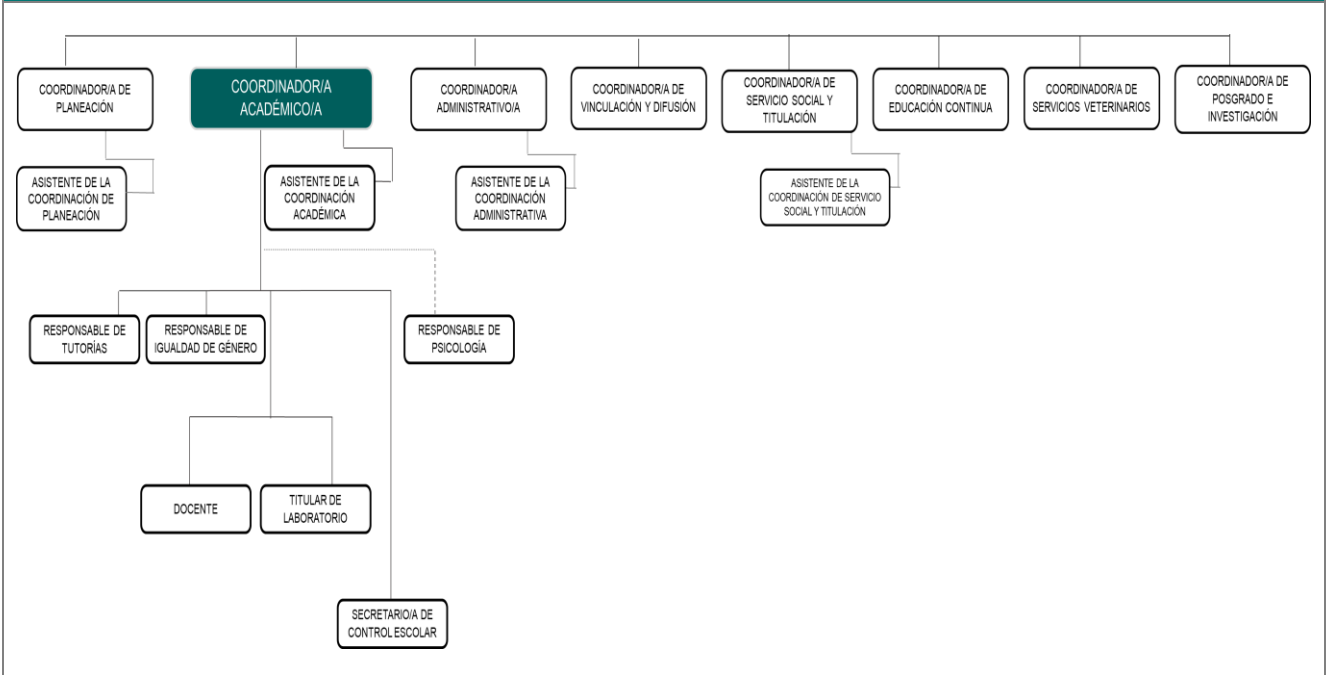 COORDINADOR/A DE
PLANEACIÓN
COORDINADOR/A
ACADÉMICO/A
COORDINADOR/A
ADMINISTRATIVO/A
COORDINADOR/A DE
VINCULACIÓN Y DIFUSIÓN
COORDINADOR/A DE
SERVICIO SOCIAL Y
TITULACIÓN
COORDINADOR/A DE
EDUCACIÓN CONTINUA
COORDINADOR/A DE
SERVICIOS VETERINARIOS
COORDINADOR/A DE
POSGRADO E
INVESTIGACIÓN
ASISTENTE DE LA
COORDINACIÓN DE
PLANEACIÓN
ASISTENTE DE LA
COORDINACIÓN
ACADÉMICA
ASISTENTE DE LA
COORDINACIÓN
ADMINISTRATIVA
ASISTENTE DE LA
COORDINACIÓN DE SERVICIO
SOCIAL Y TITULACIÓN
RESPONSABLE DE
TUTORÍAS
RESPONSABLE DE
IGUALDAD DE GÉNERO
RESPONSABLE DE
PSICOLOGÍA
DOCENTE
TITULAR DE
LABORATORIO
SECRETARIO/A DE
CONTROL ESCOLAR